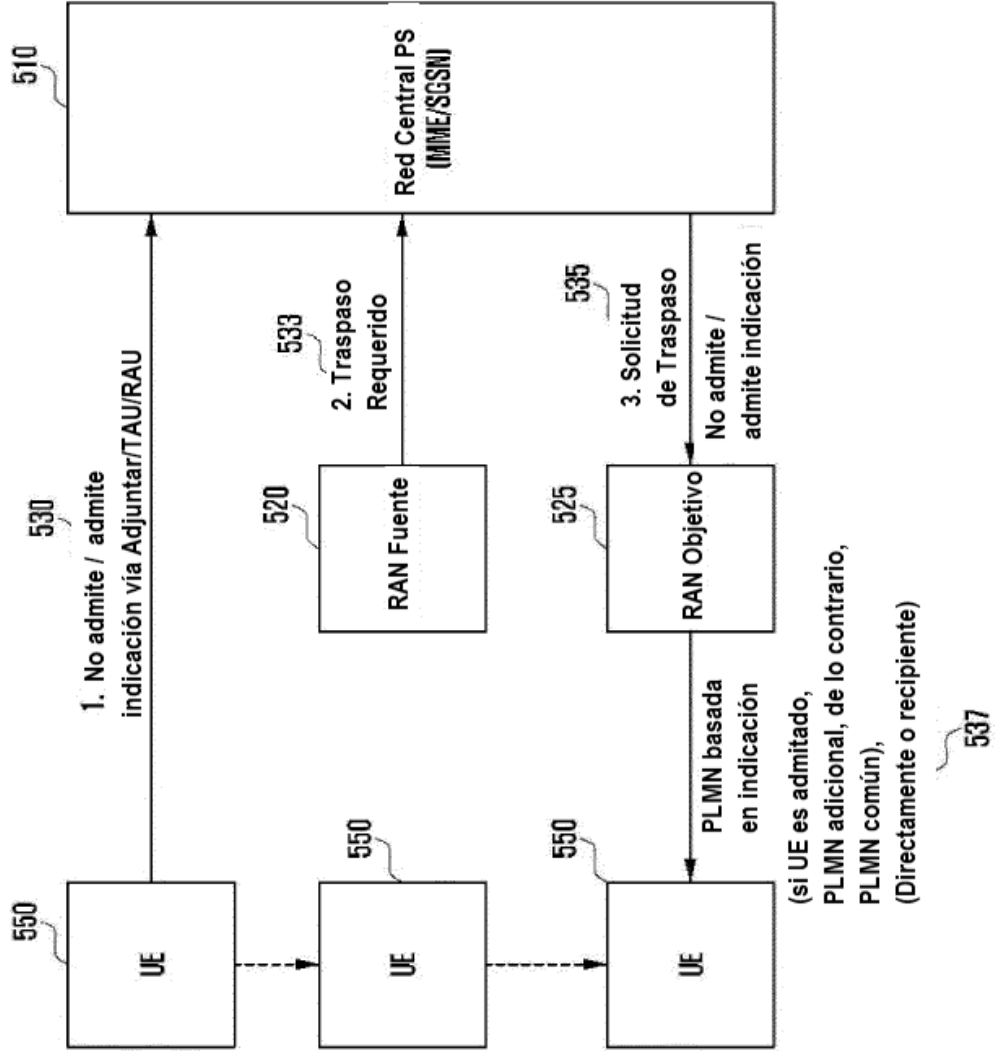 510
Red Central PS
(MME/SGSN)
530
1. No admite / admite
indicación vía Adjuntar/TAU/RAU
533
2. Traspaso
Requerido
535
3. Solicitud
de Traspaso
No admite /
admite indicación
520
RAN Fuente
525
RAN Objetivo
PLMN basada
en indicación
550
UE
550
UE
550
UE
(si UE es admitado,
PLMN adicional, de lo contrario,
PLMN común),
(Directamente o recipiente)
537